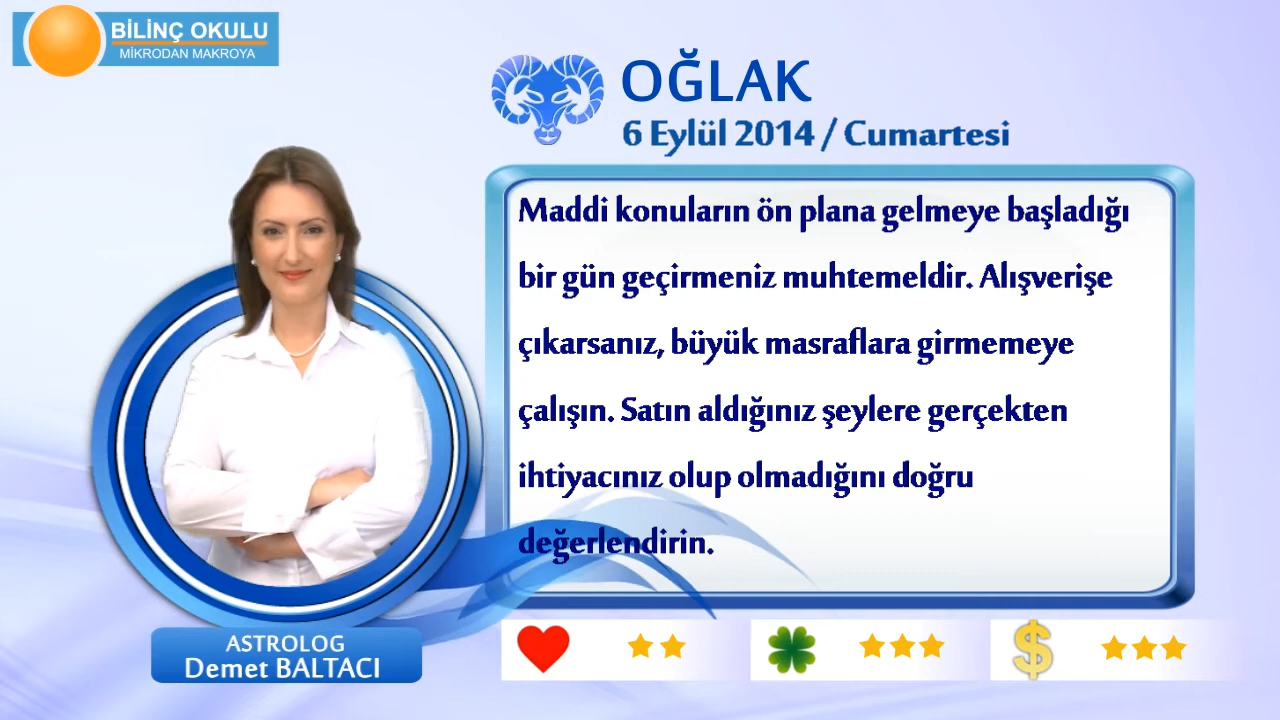 BİLİNÇ OKULU
MİKRODAN MAKROYA
OĞLAK
6 Eylül 2014 / Cumartesi
Maddi konuların ön plana gelmeye başladığı
bir gün geçirmeniz muhtemeldir. Alışverişe
çıkarsanız, büyük masraflara girmemeye
çalışın. Satın aldığınız şeylere gerçekten
ihtiyacınız olup olmadığını doğru
değerlendirin.
ASTROLOG
Demet BALTACI